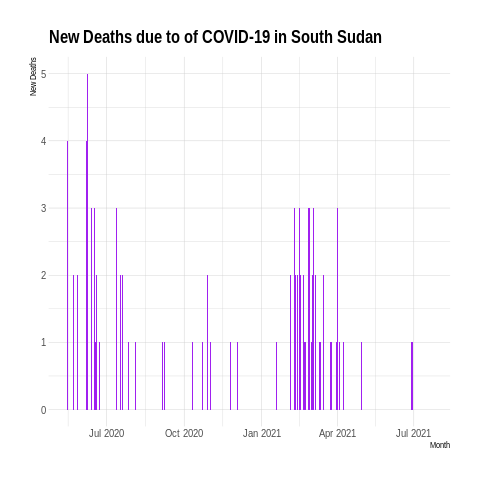 New Deaths due to of COVID-19 in South Sudan
New Deaths
5
4
3
2
1
0
Jul 2020 Oct 2020 Jan 2021 Apr 2021 Jul 2021
Month